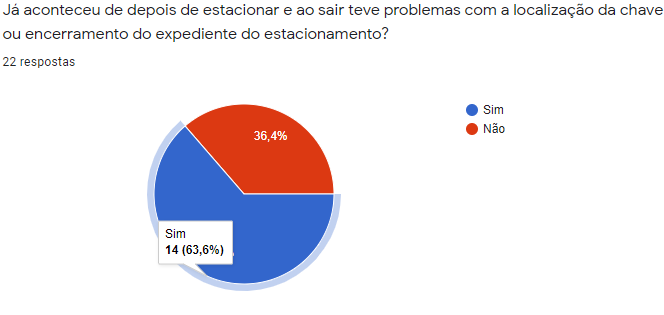 Já aconteceu de depois de estacionar e ao sair teve problemas com a localização da chave
ou encerramento do expediente do estacionamento?
22 respostas
Sim
Não
36,4%
Sim
14 (63,6%)